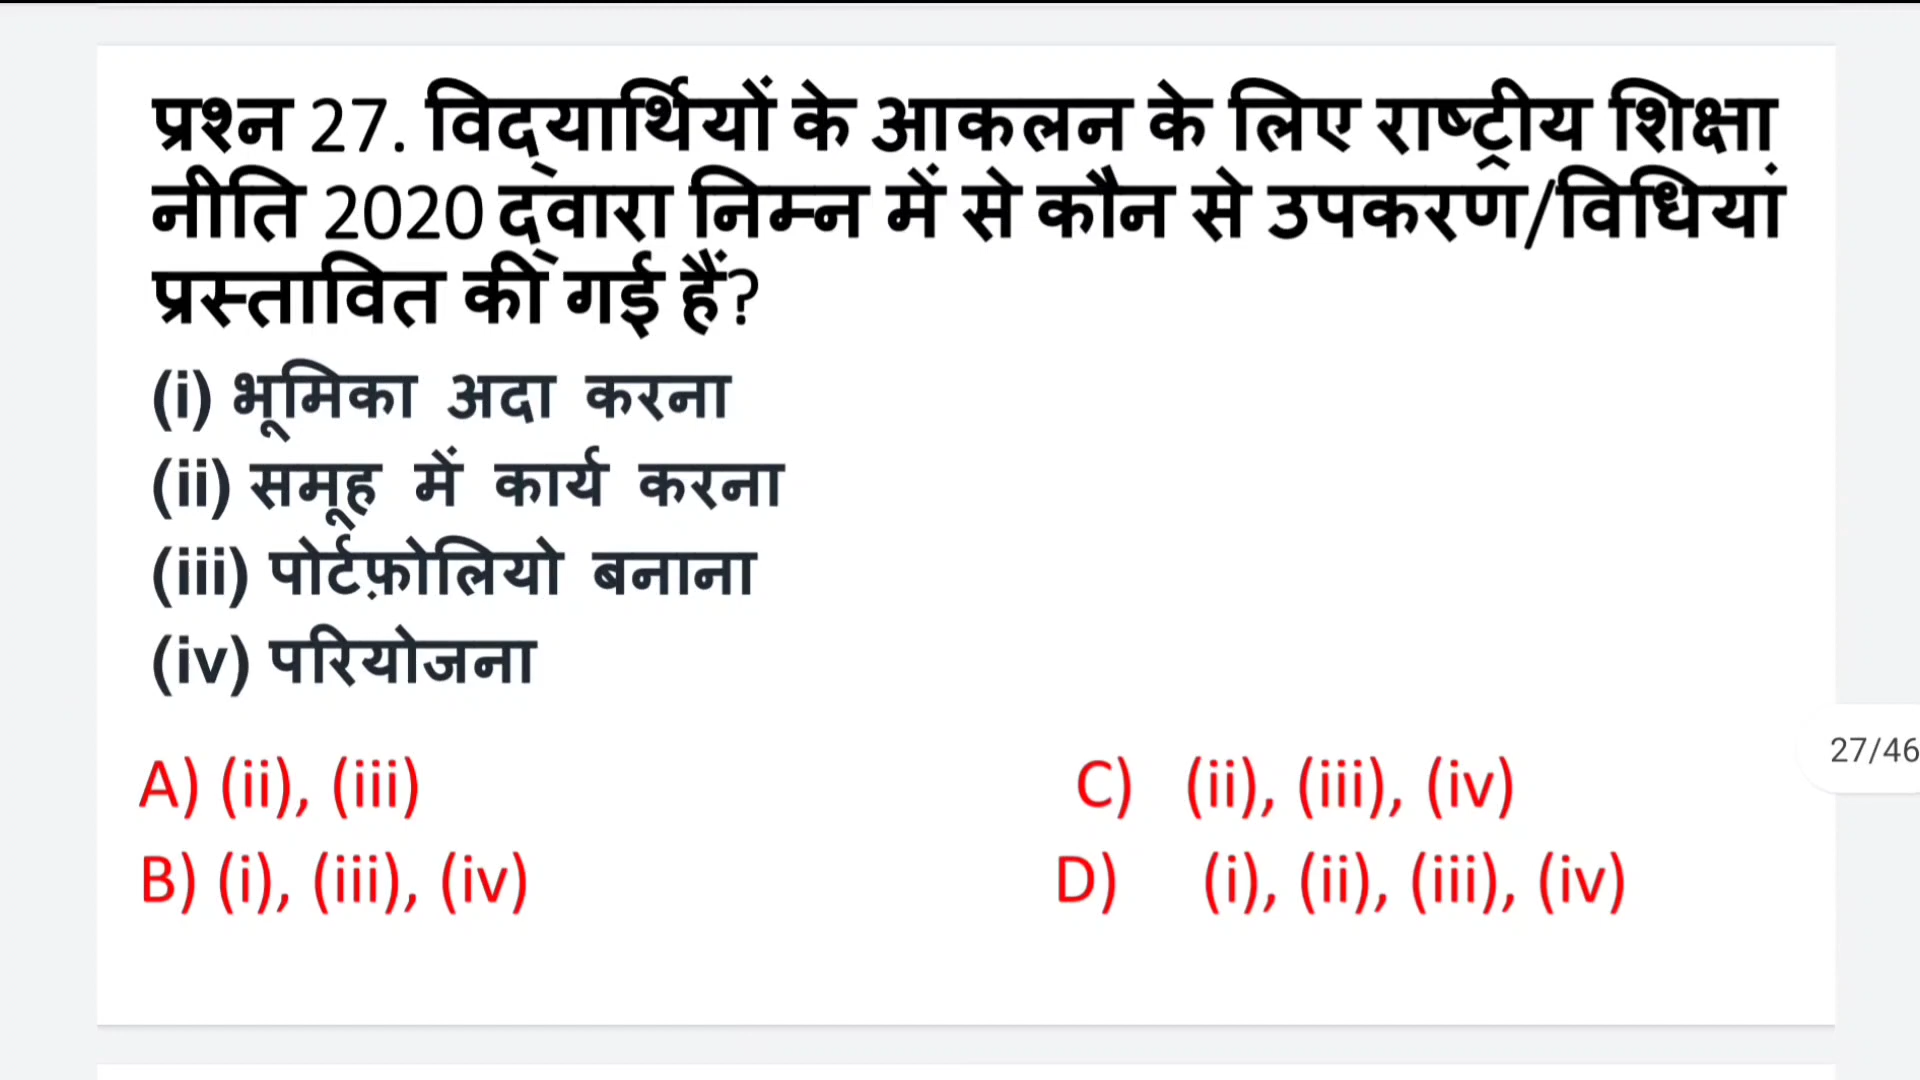 प्रश्न 27. विद्यार्थियों के आकलन के लिए राष्ट्रीय शिक्षा
नीति 2020 द्वारा निम्न में से कौन से उपकरण/विधियां
प्रस्तावित की गई हैं?
(i) भूमिका अदा करना
(ii) समूह में कार्य करना
(iii) पोर्टफ़ोलियो बनाना
(iv) परियोजना
27/46
A) (ii), (iii) C) (ii), (iii), (iv)
B) (i), (iii), (iv) D) (i), (ii), (iii), (iv)